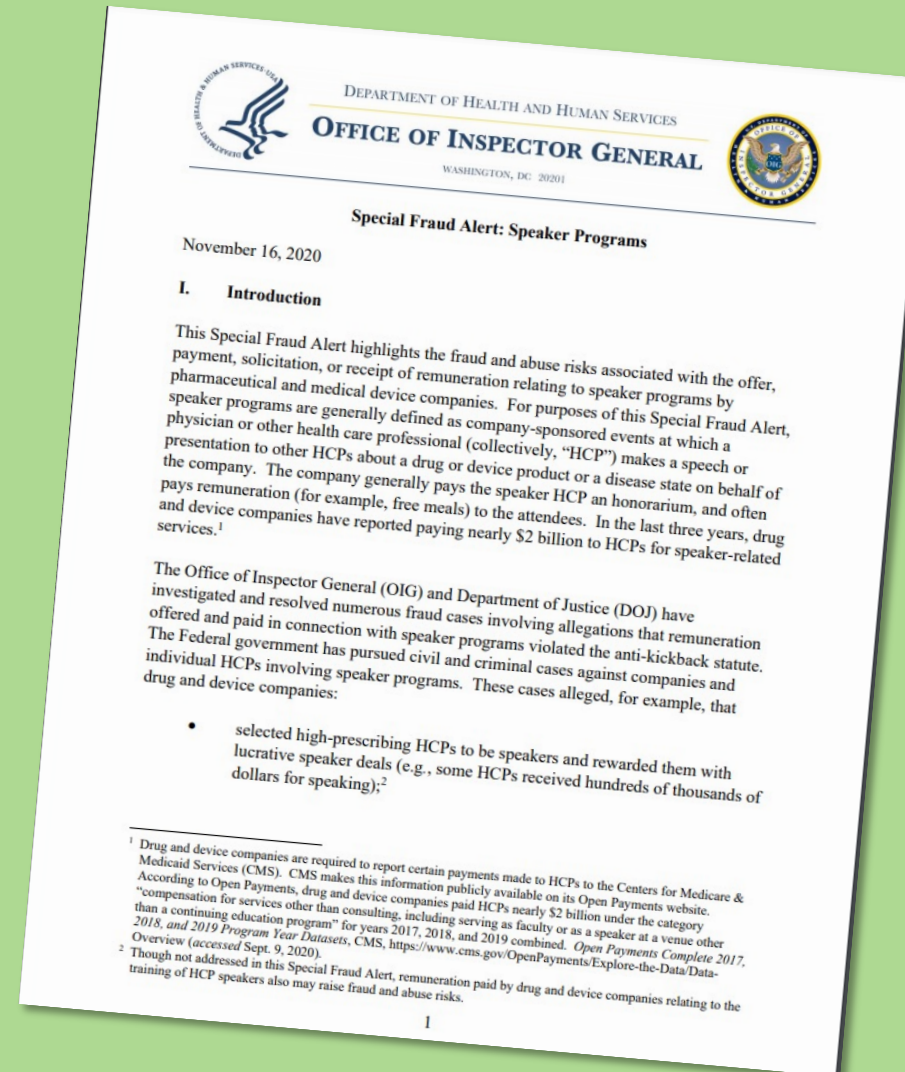 DEPARTMENT OF HEALTH & HUMAN SERVICES·USA
DEPARTMENT OF HEALTH AND HUMAN SERVICES
OFFICE OF INSPECTOR GENERAL
WASHINGTON, DC 20201
OFFICE OF INSPECTOR GENERAL
OIG
Special Fraud Alert: Speaker Programs
November 16, 2020
I. Introduction
This Special Fraud Alert highlights the fraud and abuse risks associated with the offer,
payment, solicitation, or receipt of remuneration relating to speaker programs by
pharmaceutical and medical device companies. For purposes of this Special Fraud Alert,
speaker programs are generally defined as company-sponsored events at which a
physician or other health care professional (collectively, “HCP”) makes a speech or
presentation to other HCPs about a drug or device product or a disease state on behalf of
the company. The company generally pays the speaker HCP an honorarium, and often
pays remuneration (for example, free meals) to the attendees. In the last three years, drug
and device companies have reported paying nearly $2 billion to HCPs for speaker-related
services.1
The Office of Inspector General (OIG) and Department of Justice (DOJ) have
investigated and resolved numerous fraud cases involving allegations that remuneration
offered and paid in connection with speaker programs violated the anti-kickback statute.
The Federal government has pursued civil and criminal cases against companies and
individual HCPs involving speaker programs. These cases alleged, for example, that
drug and device companies:
• selected high-prescribing HCPs to be speakers and rewarded them with
lucrative speaker deals (e.g., some HCPs received hundreds of thousands of
dollars for speaking);2
1 Drug and device companies are required to report certain payments made to HCPs to the Centers for Medicare &
Medicaid Services (CMS). CMS makes this information publicly available on its Open Payments website.
According to Open Payments, drug and device companies paid HCPs nearly $2 billion under the category
“compensation for services other than consulting, including serving as faculty or as a speaker at a venue other
than a continuing education program” for years 2017, 2018, and 2019 combined. Open Payments Complete 2017,
2018, and 2019 Program Year Datasets, CMS, https://www.cms.gov/OpenPayments/Explore-the-Data/Data-
Overview (accessed Sept. 9, 2020).
2 Though not addressed in this Special Fraud Alert, remuneration paid by drug and device companies relating to the
training of HCP speakers also may raise fraud and abuse risks.
1